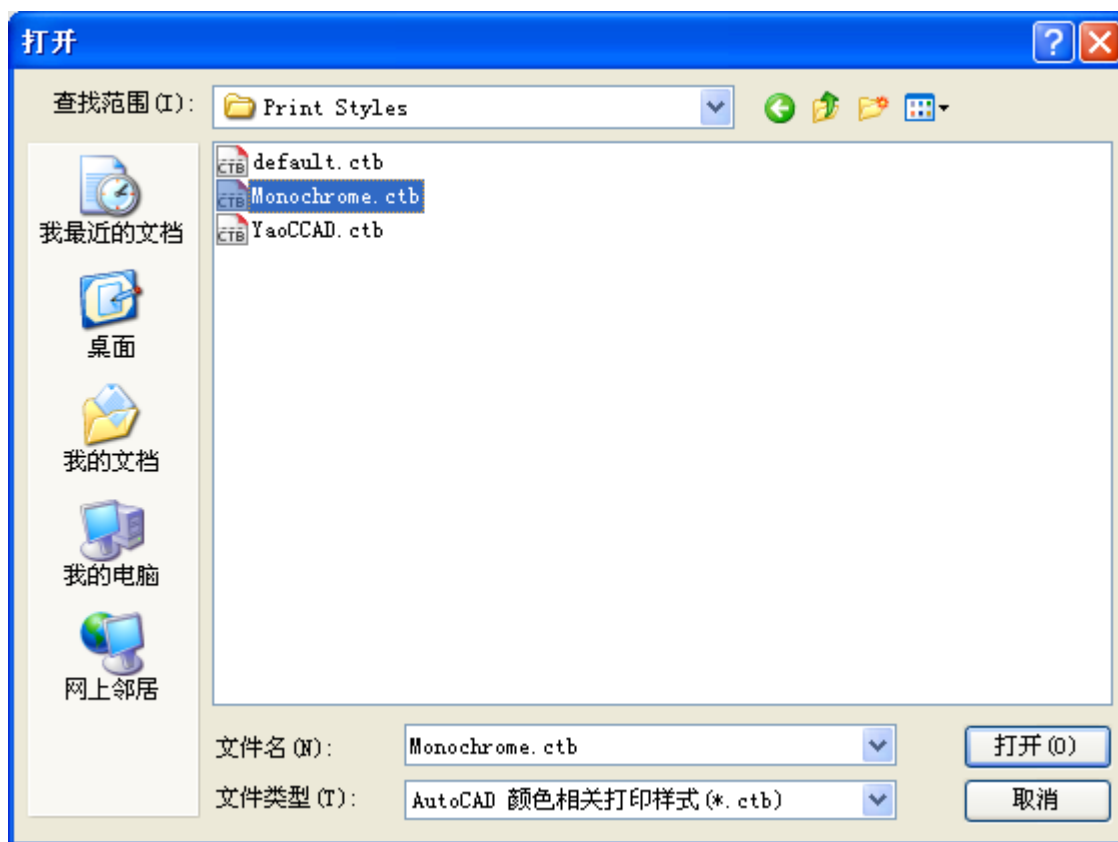 打开
查找范围(I):
Print Styles
default.ctb
Monochrome.ctb
YaoCCAD.ctb
我最近的文档
桌面
我的文档
我的电脑
网上邻居
文件名(N):
Monochrome.ctb
打开(O)
文件类型(T):
AutoCAD 颜色相关打印样式(*.ctb)
取消